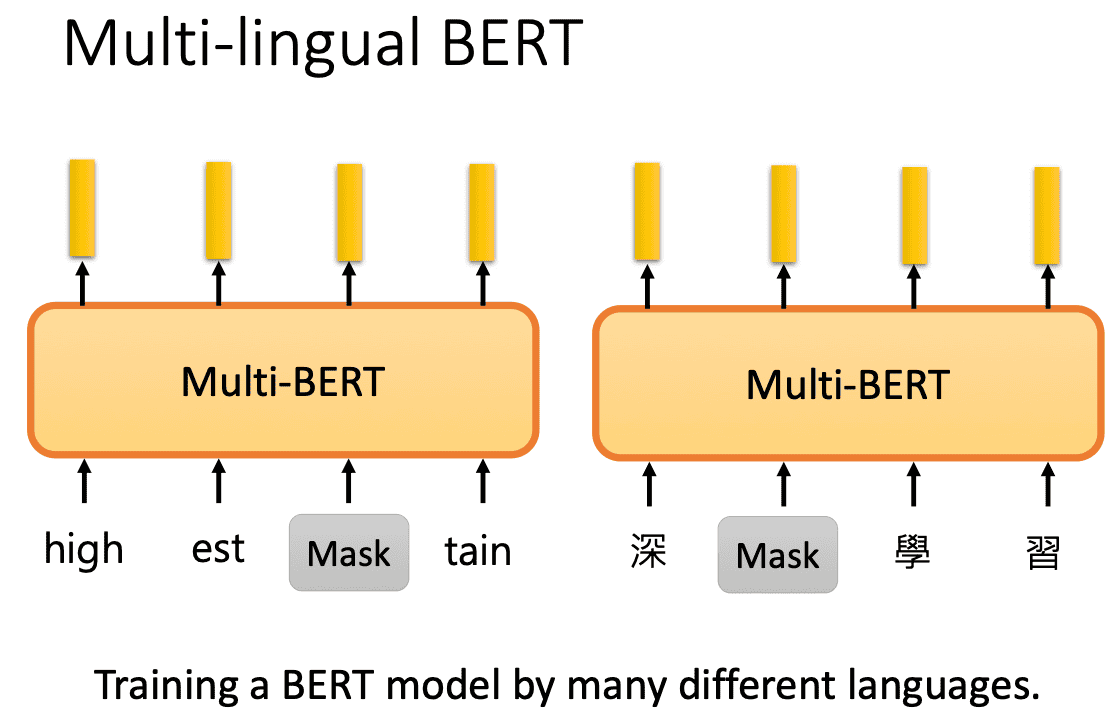 Multi-lingual BERT
Multi-BERT Multi-BERT
high est Mask tain 深 Mask 學 習
Training a BERT model by many different languages.